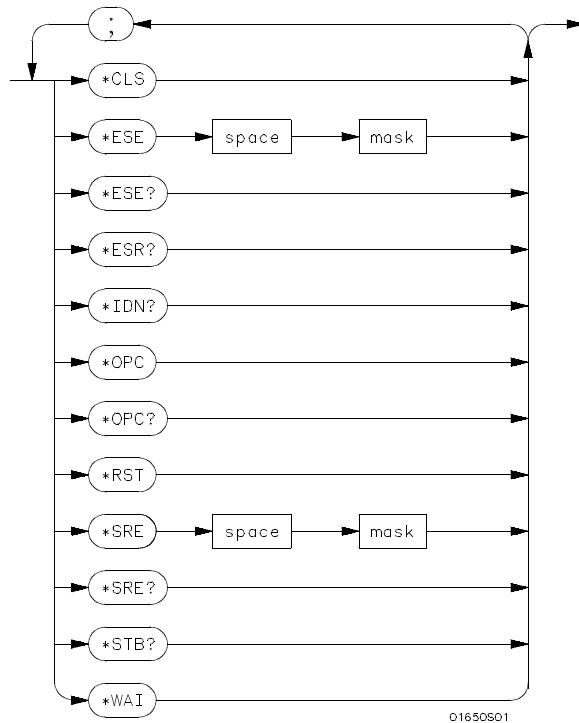 ;
*CLS
*ESE space mask
*ESE?
*ESR?
*IDN?
*OPC
*OPC?
*RST
*SRE space mask
*SRE?
*STB?
*WAI
01650S01